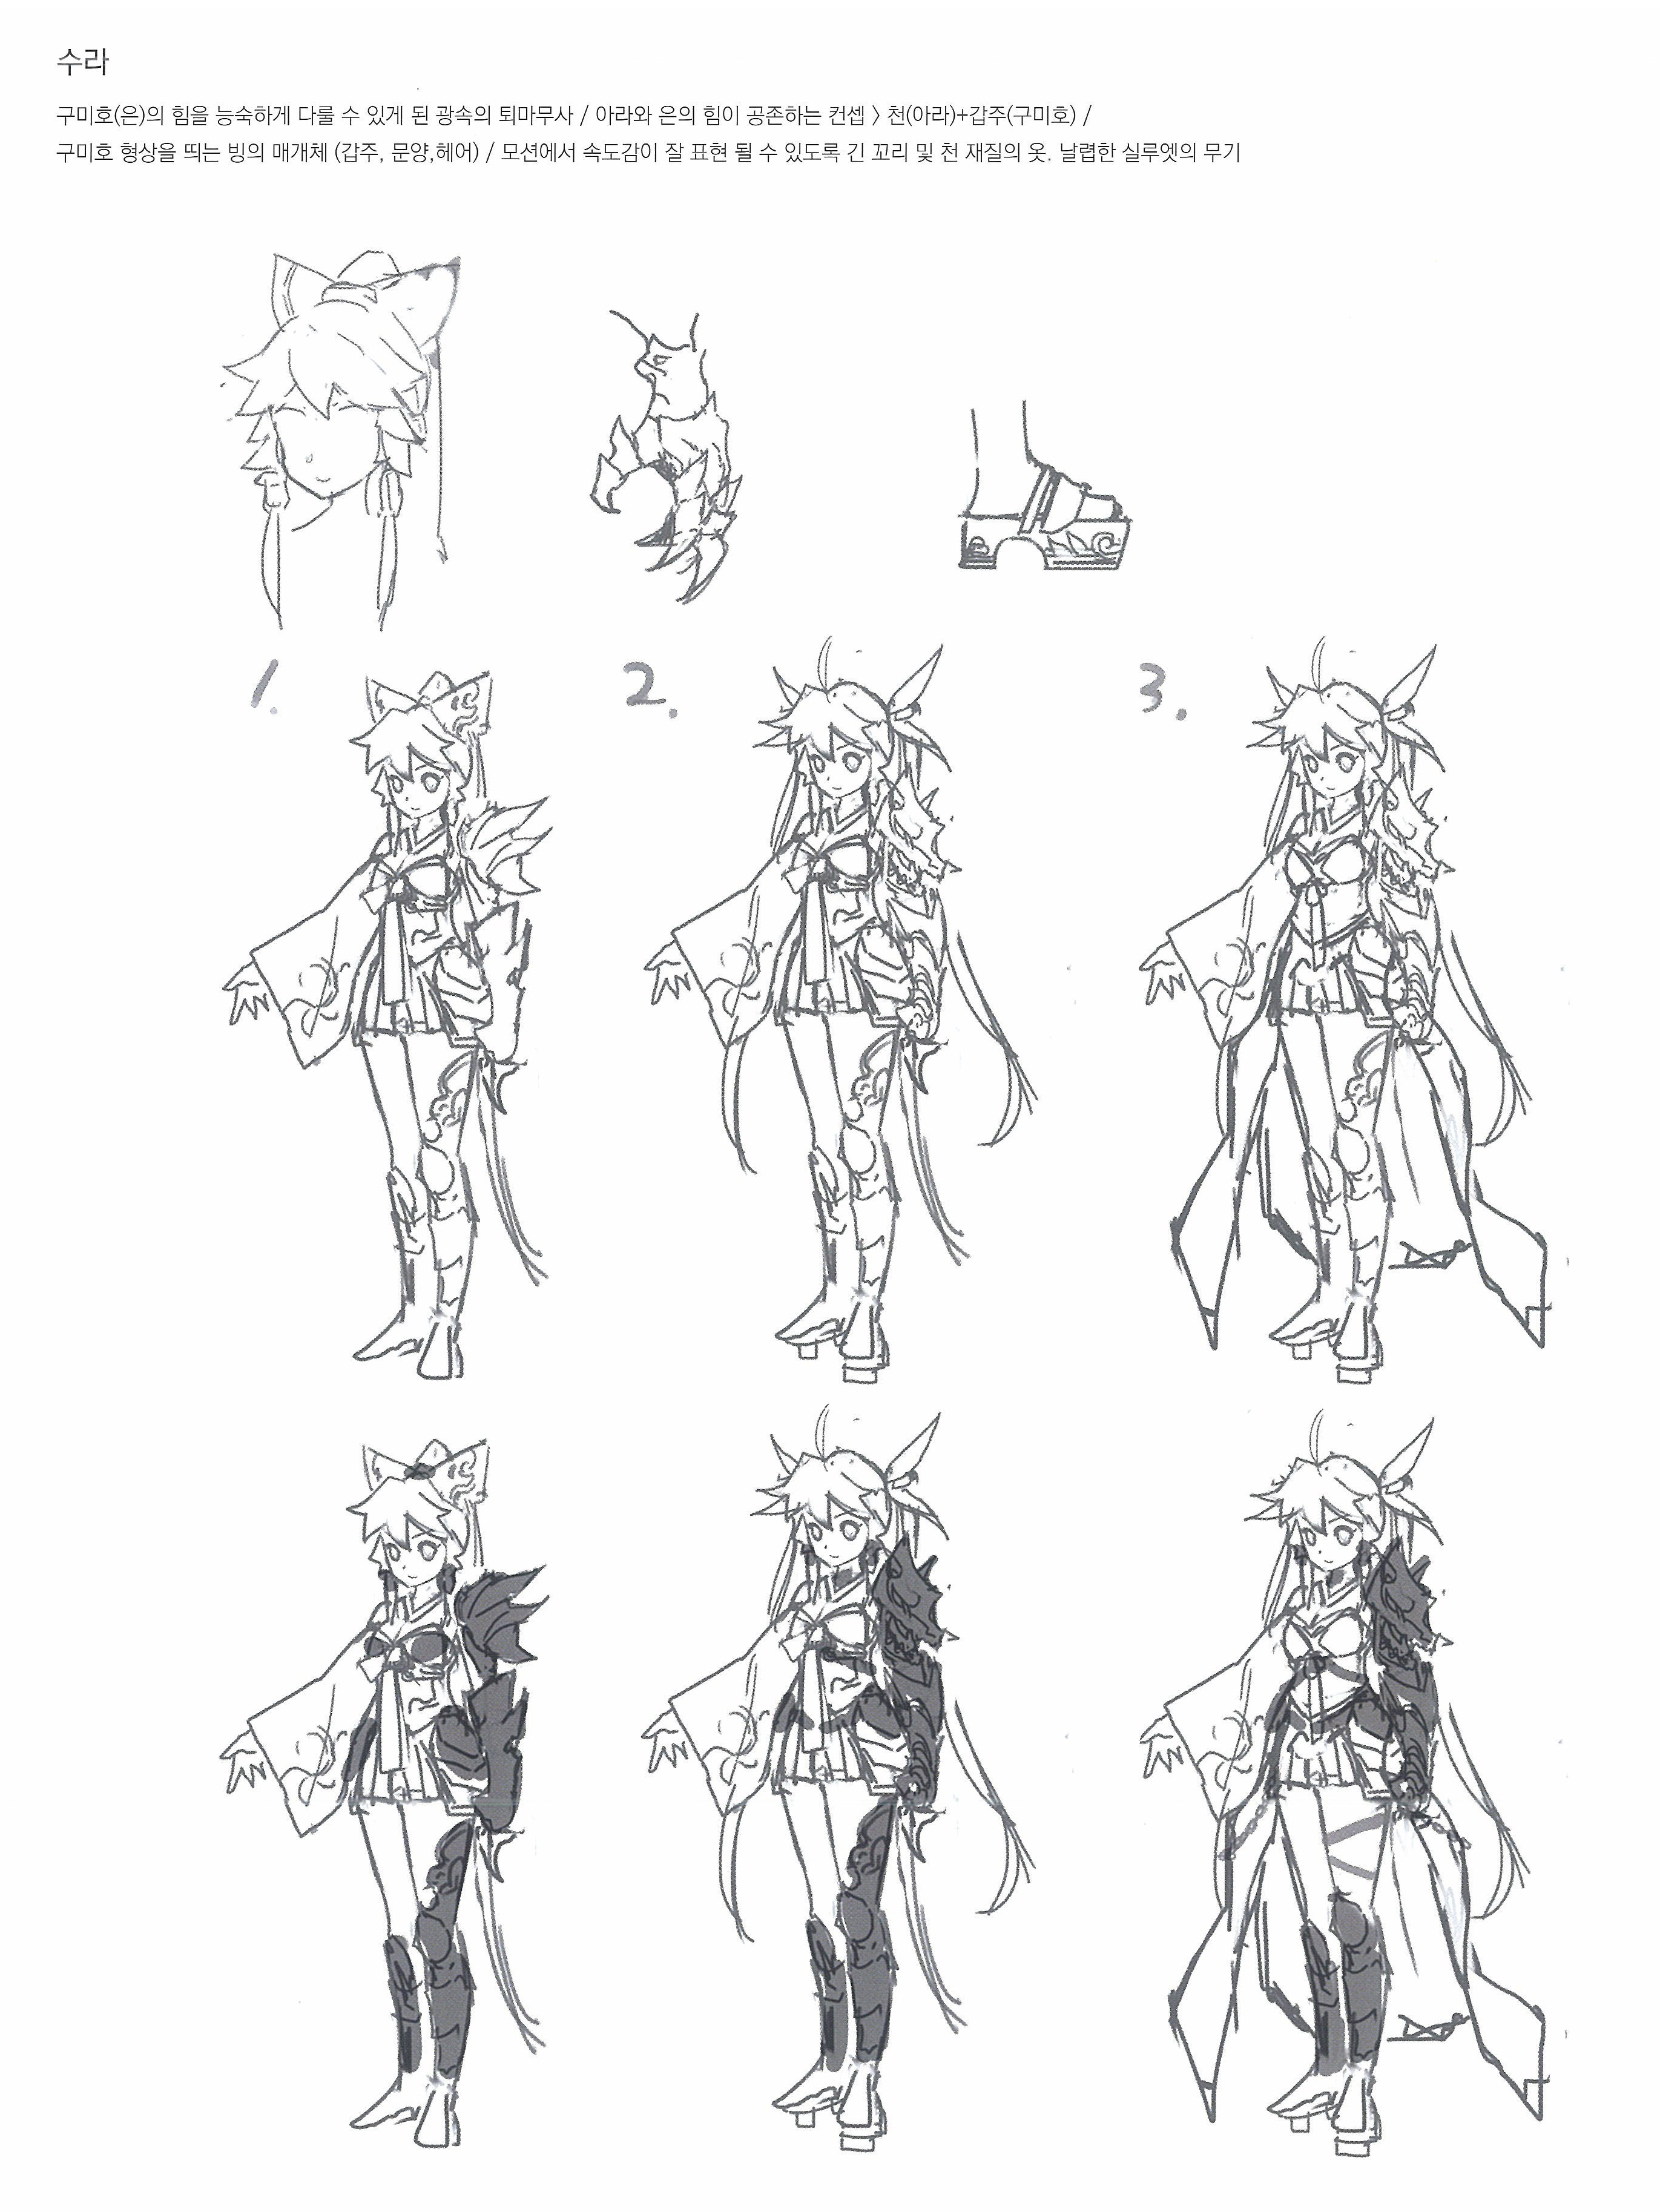 수라
구미호(은)의 힘을 능숙하게 다룰 수 있게 된 광속의 퇴마무사 / 아라와 은의 힘이 공존하는 컨셉 > 천(아라)+갑주(구미호) /
구미호 형상을 띄는 빙의 매개체 (갑주, 문양,헤어) / 모션에서 속도감이 잘 표현 될 수 있도록 긴 꼬리 및 천 재질의 옷. 날렵한 실루엣의 무기
1. 2. 3.